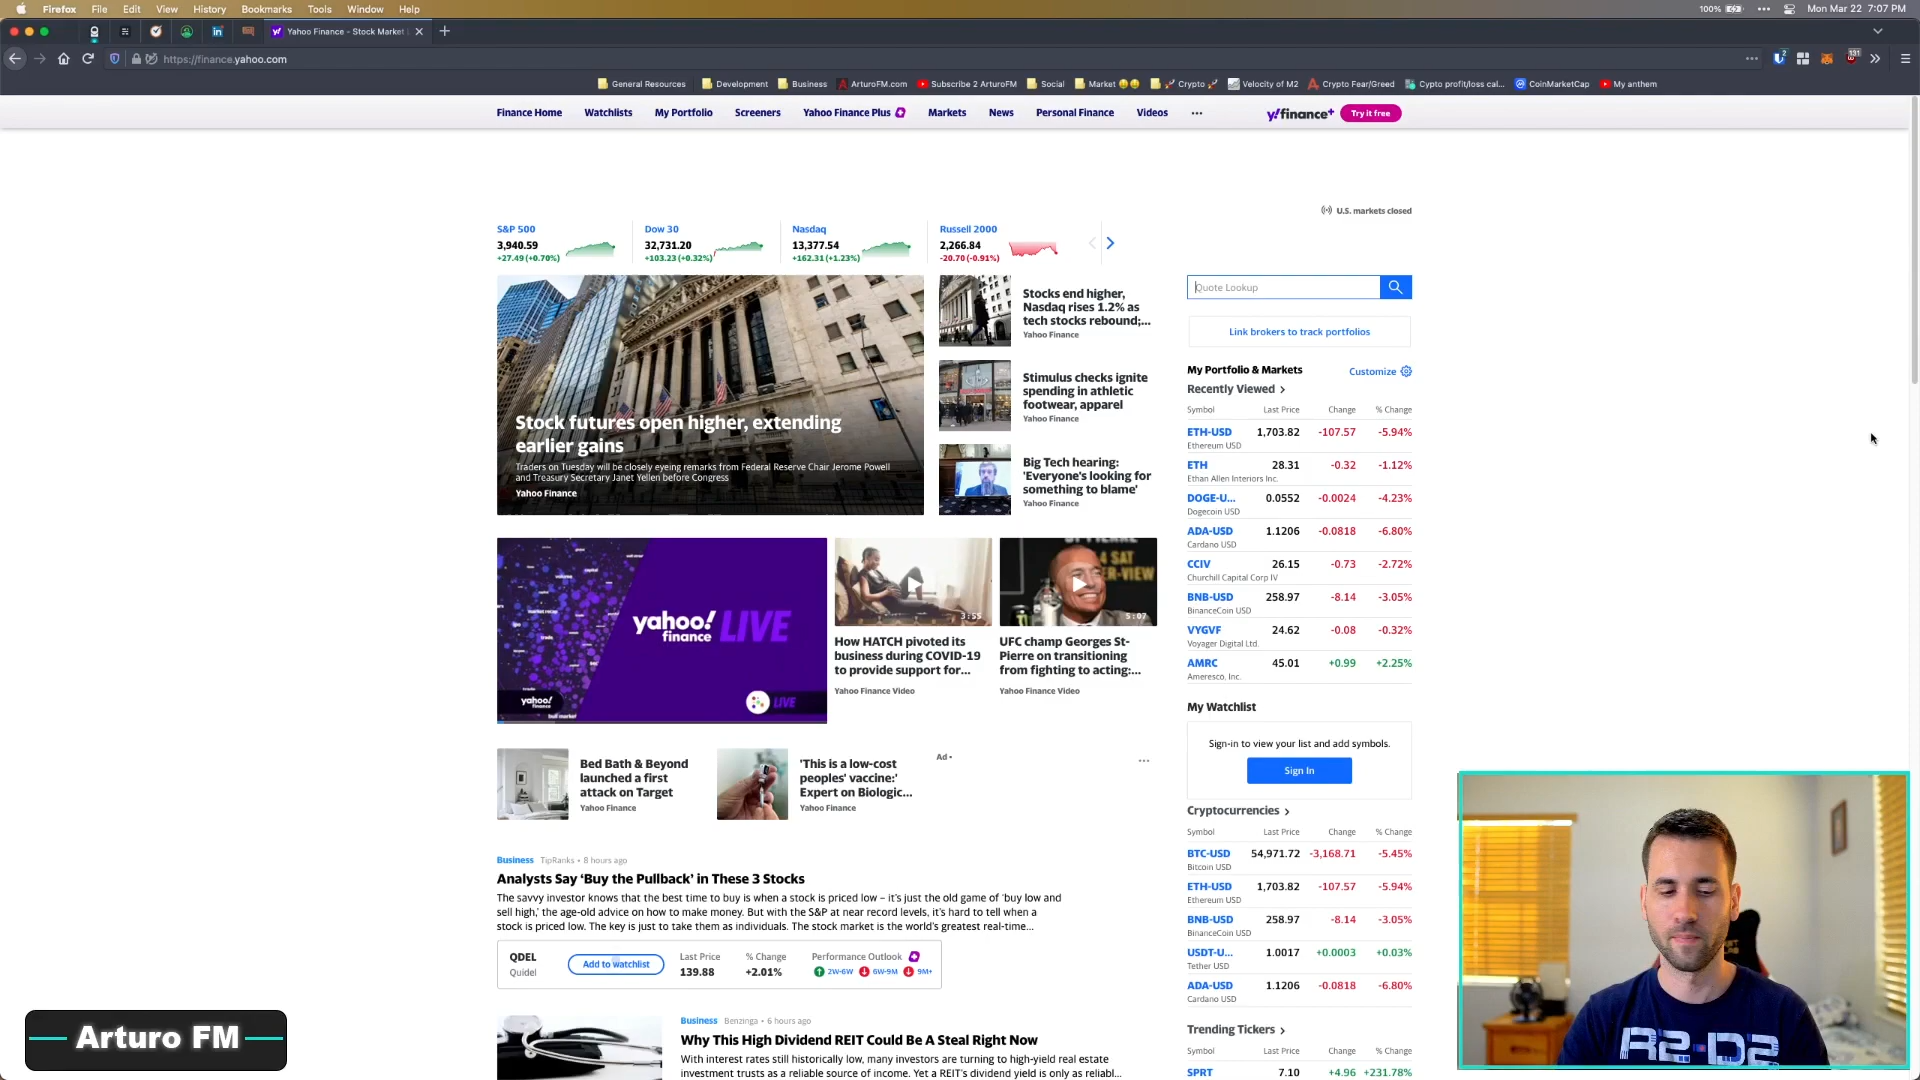 Firefox File Edit View History Bookmarks Tools Window Help
100% Mon Mar 22 7:07 PM
Yahoo Finance - Stock Market
https://finance.yahoo.com
2
131
General Resources Development Business ArturoFM.com Subscribe 2 ArturoFM Social Market Crypto Velocity of M2 Crypto Fear/Greed Cypto profit/loss cal... CoinMarketCap My anthem
Finance Home Watchlists My Portfolio Screeners Yahoo Finance Plus Markets News Personal Finance Videos
y!finance+ Try it free
U.S. markets closed
S&P 500
3,940.59
+27.49 (+0.70%)
Dow 30
32,731.20
+103.23 (+0.32%)
Nasdaq
13,377.54
+162.31 (+1.23%)
Russell 2000
2,266.84
-20.70 (-0.91%)
Stock futures open higher, extending
earlier gains
Traders on Tuesday will be closely eyeing remarks from Federal Reserve Chair Jerome Powell
and Treasury Secretary Janet Yellen before Congress
Yahoo Finance
Stocks end higher,
Nasdaq rises 1.2% as
tech stocks rebound;...
Yahoo Finance
Stimulus checks ignite
spending in athletic
footwear, apparel
Yahoo Finance
Big Tech hearing:
'Everyone's looking for
something to blame'
Yahoo Finance
yahoo!
finance LIVE
yahoo!
finance
LIVE
bull market
3:55
How HATCH pivoted its
business during COVID-19
to provide support for...
Yahoo Finance Video
4 SAT
ER-VIEW
5:07
UFC champ Georges St-
Pierre on transitioning
from fighting to acting:...
Yahoo Finance Video
Bed Bath & Beyond
launched a first
attack on Target
Yahoo Finance
'This is a low-cost
peoples' vaccine:'
Expert on Biologic...
Yahoo Finance
Ad
Business TipRanks • 8 hours ago
Analysts Say ‘Buy the Pullback’ in These 3 Stocks
The savvy investor knows that the best time to buy is when a stock is priced low – it’s just the old game of ‘buy low and
sell high,’ the age-old advice on how to make money. But with the S&P at near record levels, it’s hard to tell when a
stock is priced low. The key is just to take them as individuals. The stock market is the world’s greatest real-time...
QDEL
Quidel
Add to watchlist
Last Price
139.88
% Change
+2.01%
Performance Outlook
2W-6W 6W-9M 9M+
Business Benzinga • 6 hours ago
Why This High Dividend REIT Could Be A Steal Right Now
With interest rates still historically low, many investors are turning to high-yield real estate
investment trusts as a reliable source of income. Yet a REIT's dividend yield is only as reliabl...
Quote Lookup
Link brokers to track portfolios
My Portfolio & Markets Customize
Recently Viewed
Symbol Last Price Change % Change
ETH-USD 1,703.82 -107.57 -5.94%
Ethereum USD
ETH 28.31 -0.32 -1.12%
Ethan Allen Interiors Inc.
DOGE-U... 0.0552 -0.0024 -4.23%
Dogecoin USD
ADA-USD 1.1206 -0.0818 -6.80%
Cardano USD
CCIV 26.15 -0.73 -2.72%
Churchill Capital Corp IV
BNB-USD 258.97 -8.14 -3.05%
BinanceCoin USD
VYGVF 24.62 -0.08 -0.32%
Voyager Digital Ltd.
AMRC 45.01 +0.99 +2.25%
Ameresco, Inc.
My Watchlist
Sign-in to view your list and add symbols.
Sign In
Cryptocurrencies
Symbol Last Price Change % Change
BTC-USD 54,971.72 -3,168.71 -5.45%
Bitcoin USD
ETH-USD 1,703.82 -107.57 -5.94%
Ethereum USD
BNB-USD 258.97 -8.14 -3.05%
BinanceCoin USD
USDT-U... 1.0017 +0.0003 +0.03%
Tether USD
ADA-USD 1.1206 -0.0818 -6.80%
Cardano USD
Trending Tickers
Symbol Last Price Change % Change
SPRT 7.10 +4.96 +231.78%
Arturo FM
R2-D2